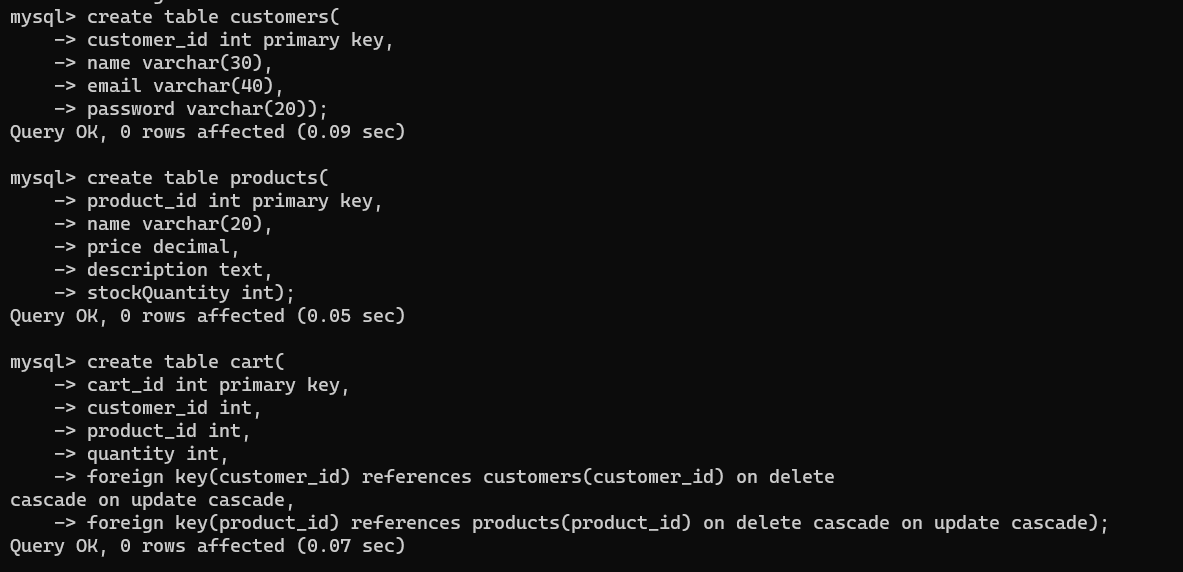 mysql> create table customers(
    -> customer_id int primary key,
    -> name varchar(30),
    -> email varchar(40),
    -> password varchar(20));
Query OK, 0 rows affected (0.09 sec)

mysql> create table products(
    -> product_id int primary key,
    -> name varchar(20),
    -> price decimal,
    -> description text,
    -> stockQuantity int);
Query OK, 0 rows affected (0.05 sec)

mysql> create table cart(
    -> cart_id int primary key,
    -> customer_id int,
    -> product_id int,
    -> quantity int,
    -> foreign key(customer_id) references customers(customer_id) on delete
cascade on update cascade,
    -> foreign key(product_id) references products(product_id) on delete cascade on update cascade);
Query OK, 0 rows affected (0.07 sec)